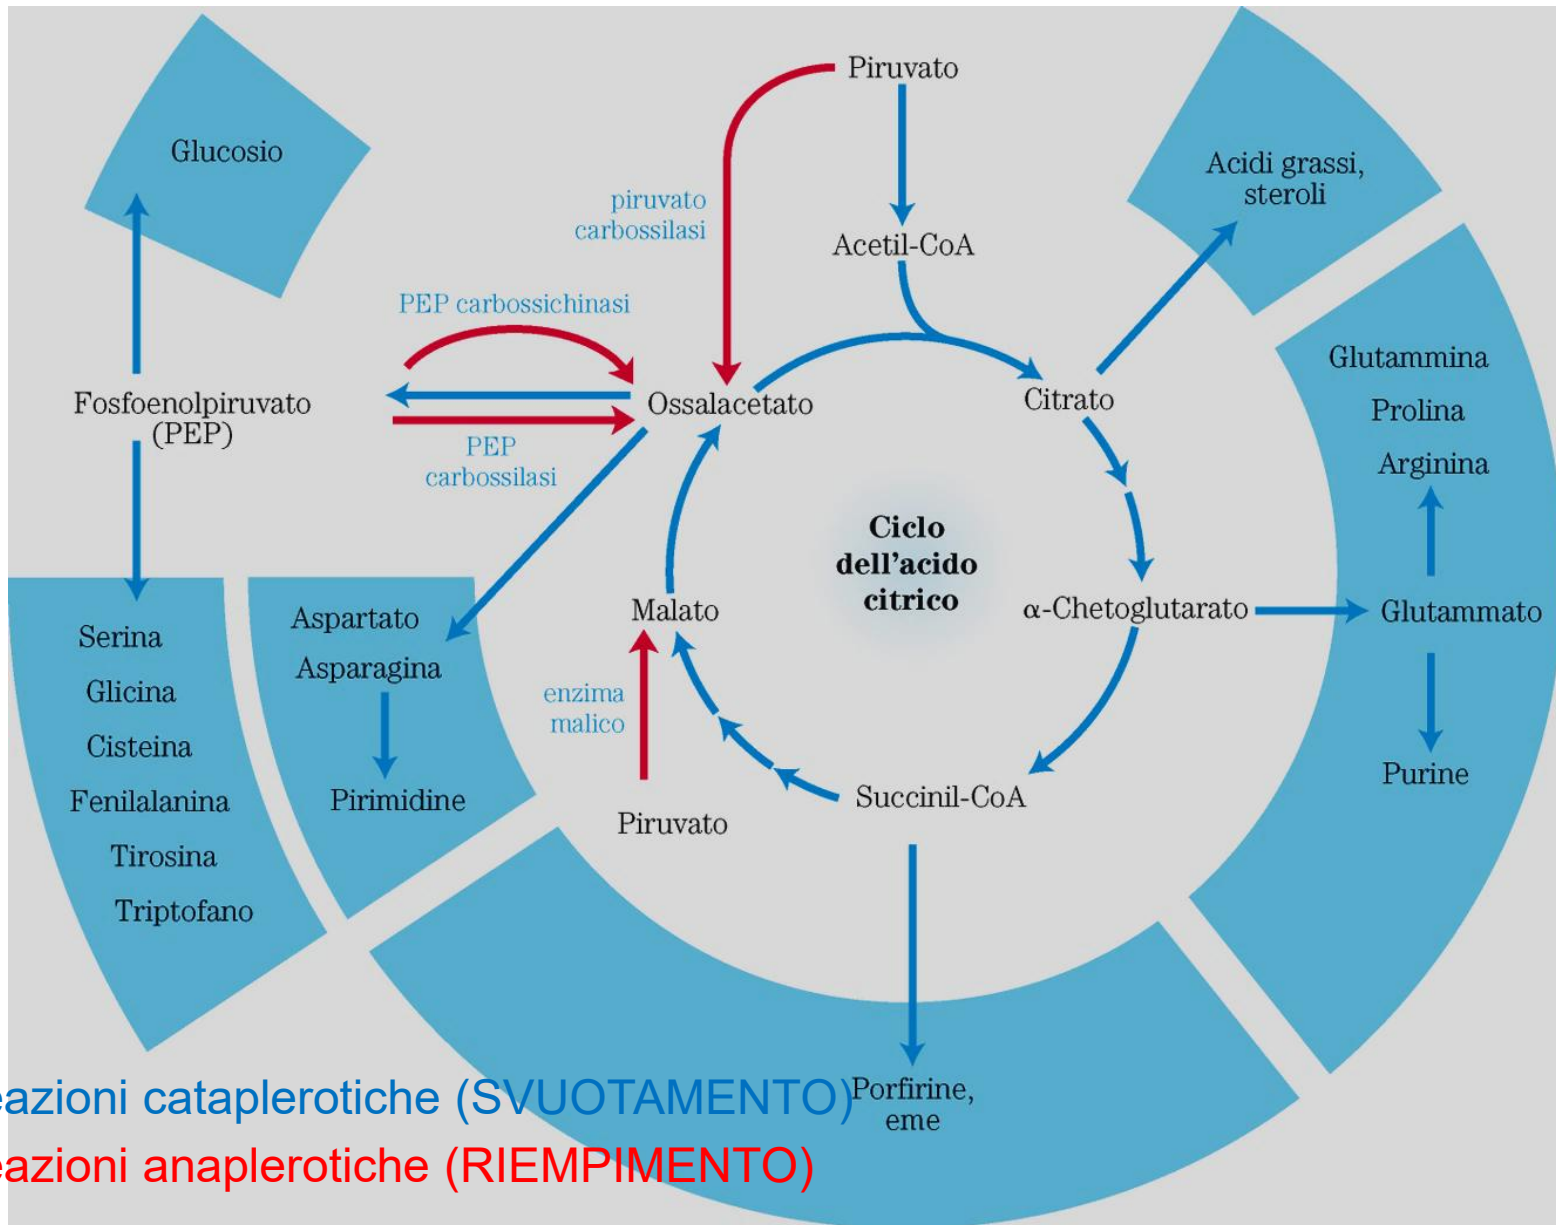 Piruvato
Glucosio
Acidi grassi,
steroli
piruvato
carbossilasi
Acetil-CoA
PEP carbossichinasi
Glutammina
Fosfoenolpiruvato
(PEP)
Ossalacetato
Citrato
Prolina
PEP
carbossilasi
Arginina
Ciclo
dell’acido
citrico
Malato
α-Chetoglutarato
Glutammato
Aspartato
Asparagina
Serina
Glicina
Cisteina
Fenilalanina
Tirosina
Triptofano
enzima
malico
Pirimidine
Piruvato
Succinil-CoA
Purine
Porfirine,
eme
eazioni cataplerotiche (SVUOTAMENTO)
eazioni anaplerotiche (RIEMPIMENTO)